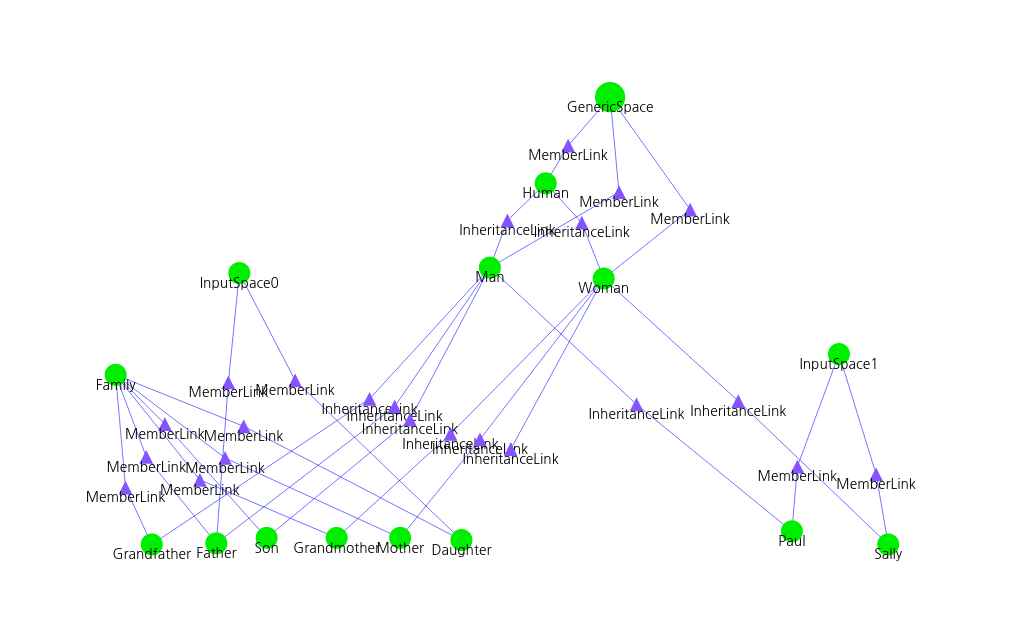 GenericSpace
MemberLink
Human
MemberLink
MemberLink
InheritanceLink
InheritanceLink
Man
InputSpace0
Woman
InputSpace1
Family
MemberLink
MemberLink
InheritanceLink
InheritanceLink
InheritanceLink
InheritanceLink
MemberLink
MemberLink
InheritanceLink
InheritanceLink
InheritanceLink
InheritanceLink
MemberLink
MemberLink
MemberLink
MemberLink
MemberLink
MemberLink
Grandfather
Father
Son
Grandmother
Mother
Daughter
Paul
Sally